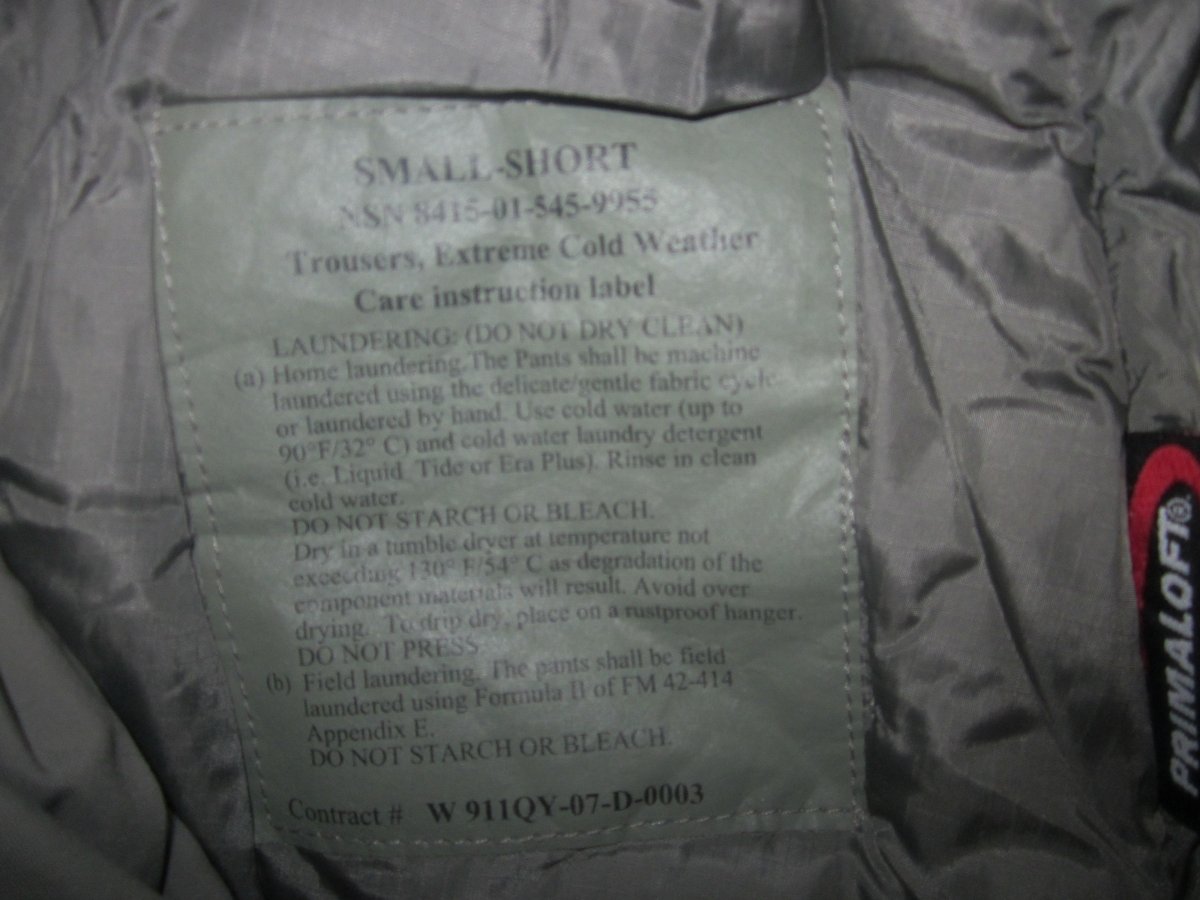 SMALL-SHORT
NSN 8415-01-545-9955
Trousers, Extreme Cold Weather
Care instruction label
LAUNDERING: (DO NOT DRY CLEAN)
(a) Home laundering.The Pants shall be machine
laundered using the delicate/gentle fabric cycle
or laundered by hand. Use cold water (up to
90°F/32° C) and cold water laundry detergent
(i.e. Liquid Tide or Era Plus). Rinse in clean
cold water.
DO NOT STARCH OR BLEACH.
Dry in a tumble dryer at temperature not
exceeding 130° F/54° C as degradation of the
component materials will result. Avoid over
drying. To drip dry, place on a rustproof hanger.
DO NOT PRESS
(b) Field laundering. The pants shall be field
laundered using Formula II of FM 42-414
Appendix E.
DO NOT STARCH OR BLEACH.
Contract # W 911QY-07-D-0003
PRIMALOFT®